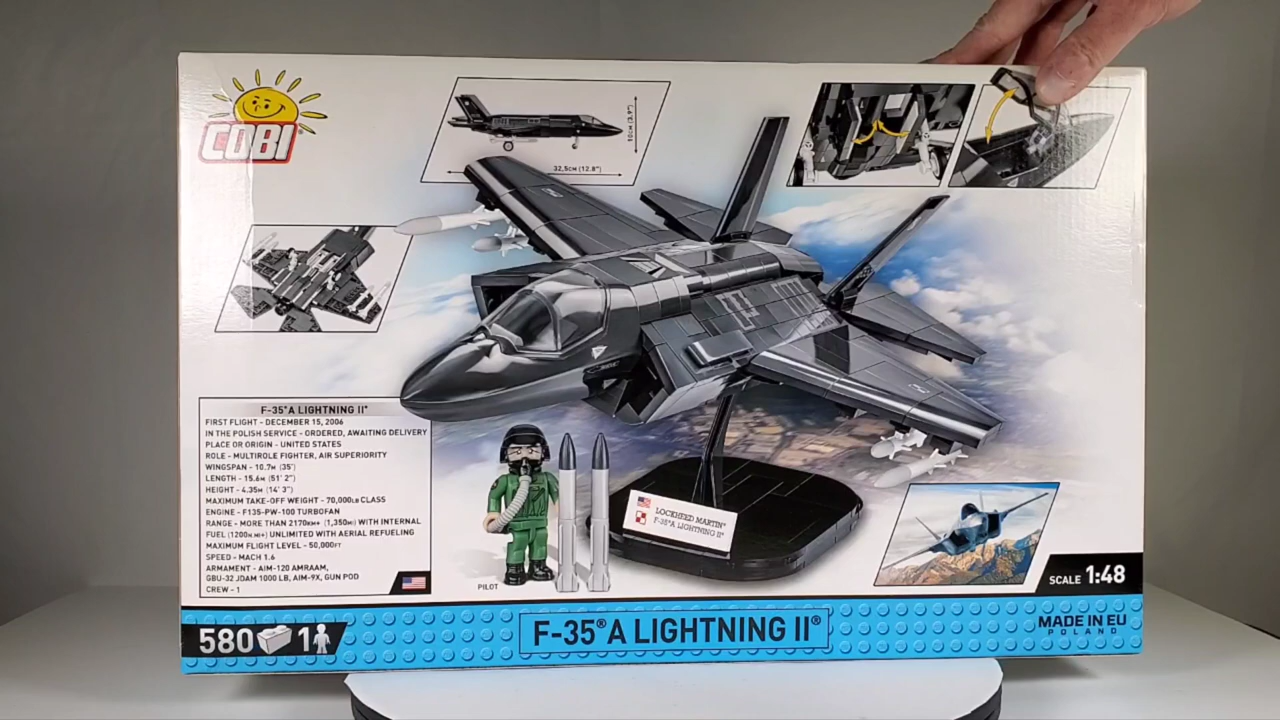 COBI
10CM (3.9")
32,5CM (12.8")
F-35®A LIGHTNING II®
FIRST FLIGHT - DECEMBER 15, 2006
IN THE POLISH SERVICE - ORDERED, AWAITING DELIVERY
PLACE OR ORIGIN - UNITED STATES
ROLE - MULTIROLE FIGHTER, AIR SUPERIORITY
WINGSPAN - 10.7M (35')
LENGTH - 15.6M (51' 2")
HEIGHT - 4.35M (14' 3")
MAXIMUM TAKE-OFF WEIGHT - 70,000LB CLASS
ENGINE - F135-PW-100 TURBOFAN
RANGE - MORE THAN 2170KM+ (1,350MI) WITH INTERNAL
FUEL (1200N MI+) UNLIMITED WITH AERIAL REFUELING
MAXIMUM FLIGHT LEVEL - 50,000FT
SPEED - MACH 1.6
ARMAMENT - AIM-120 AMRAAM,
GBU-32 JDAM 1000 LB, AIM-9X, GUN POD
CREW - 1
PILOT
LOCKHEED MARTIN®
F-35®A LIGHTNING II®
SCALE 1:48
580 1
F-35®A LIGHTNING II®
MADE IN EU
POLAND